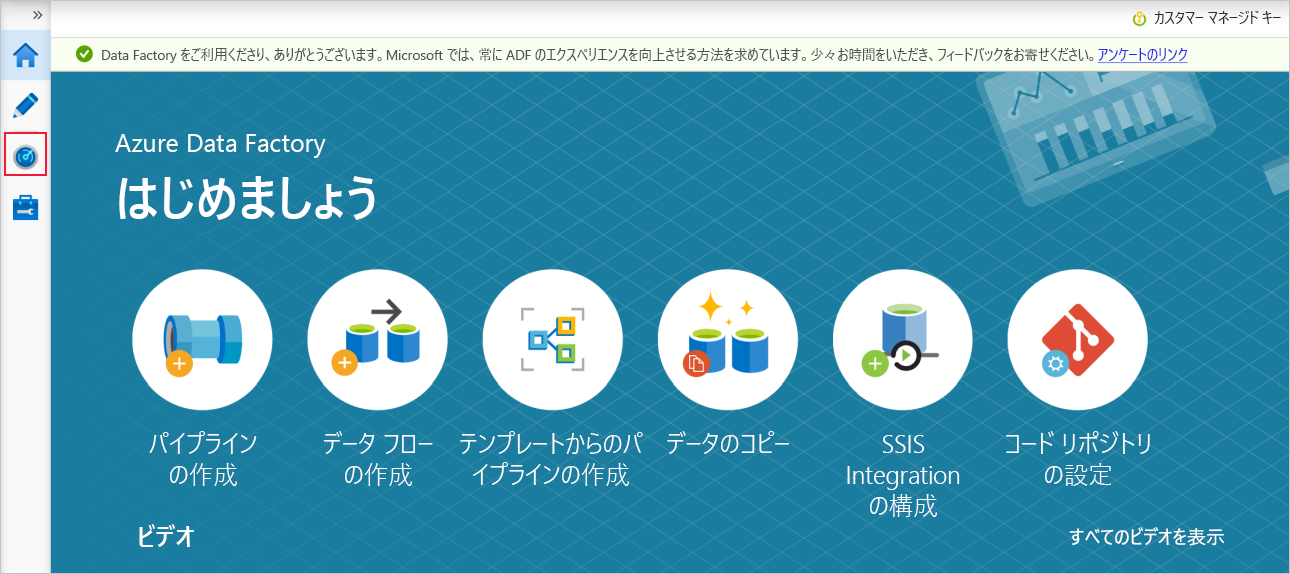 »
カスタマー マネージド キー
Data Factory をご利用くださり、ありがとうございます。Microsoft では、常に ADF のエクスペリエンスを向上させる方法を求めています。少々お時間をいただき、フィードバックをお寄せください。アンケートのリンク
Azure Data Factory
はじめましょう
パイプライン
の作成
データ フロー
の作成
テンプレートからのパ
イプラインの作成
データのコピー
SSIS
Integration
の構成
コード リポジトリ
の設定
ビデオ
すべてのビデオを表示